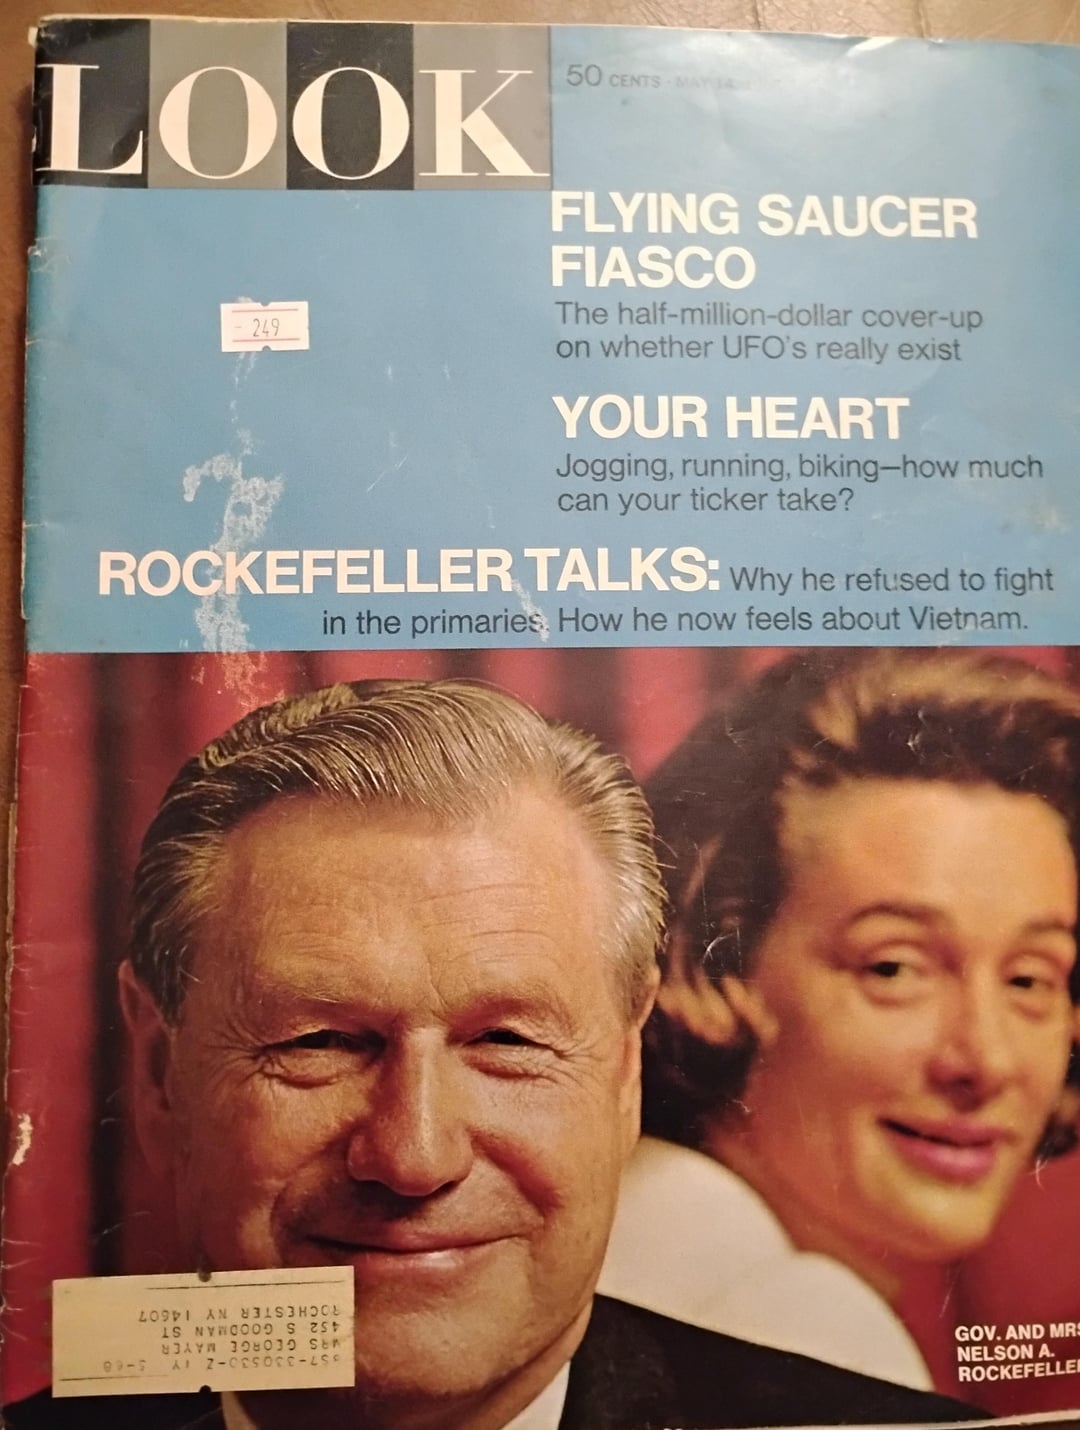 LOOK
50 CENTS · MAY 14
FLYING SAUCER
FIASCO
The half-million-dollar cover-up
on whether UFO's really exist
- 249
YOUR HEART
Jogging, running, biking—how much
can your ticker take?
ROCKEFELLER TALKS: Why he refused to fight
in the primaries. How he now feels about Vietnam.
GOV. AND MRS
NELSON A.
ROCKEFELLER
MRS GEORGE MAYER
452 S GOODMAN ST
ROCHESTER NY 14607